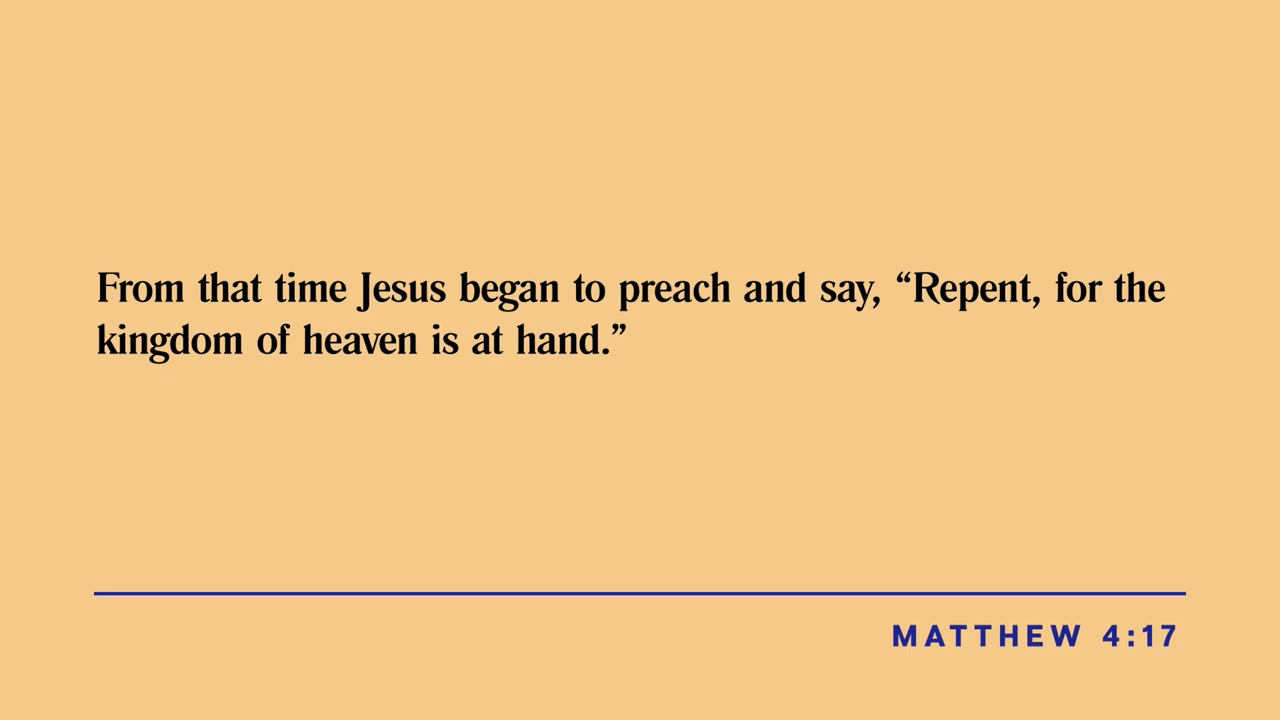 From that time Jesus began to preach and say, “Repent, for the
kingdom of heaven is at hand.”
MATTHEW 4:17